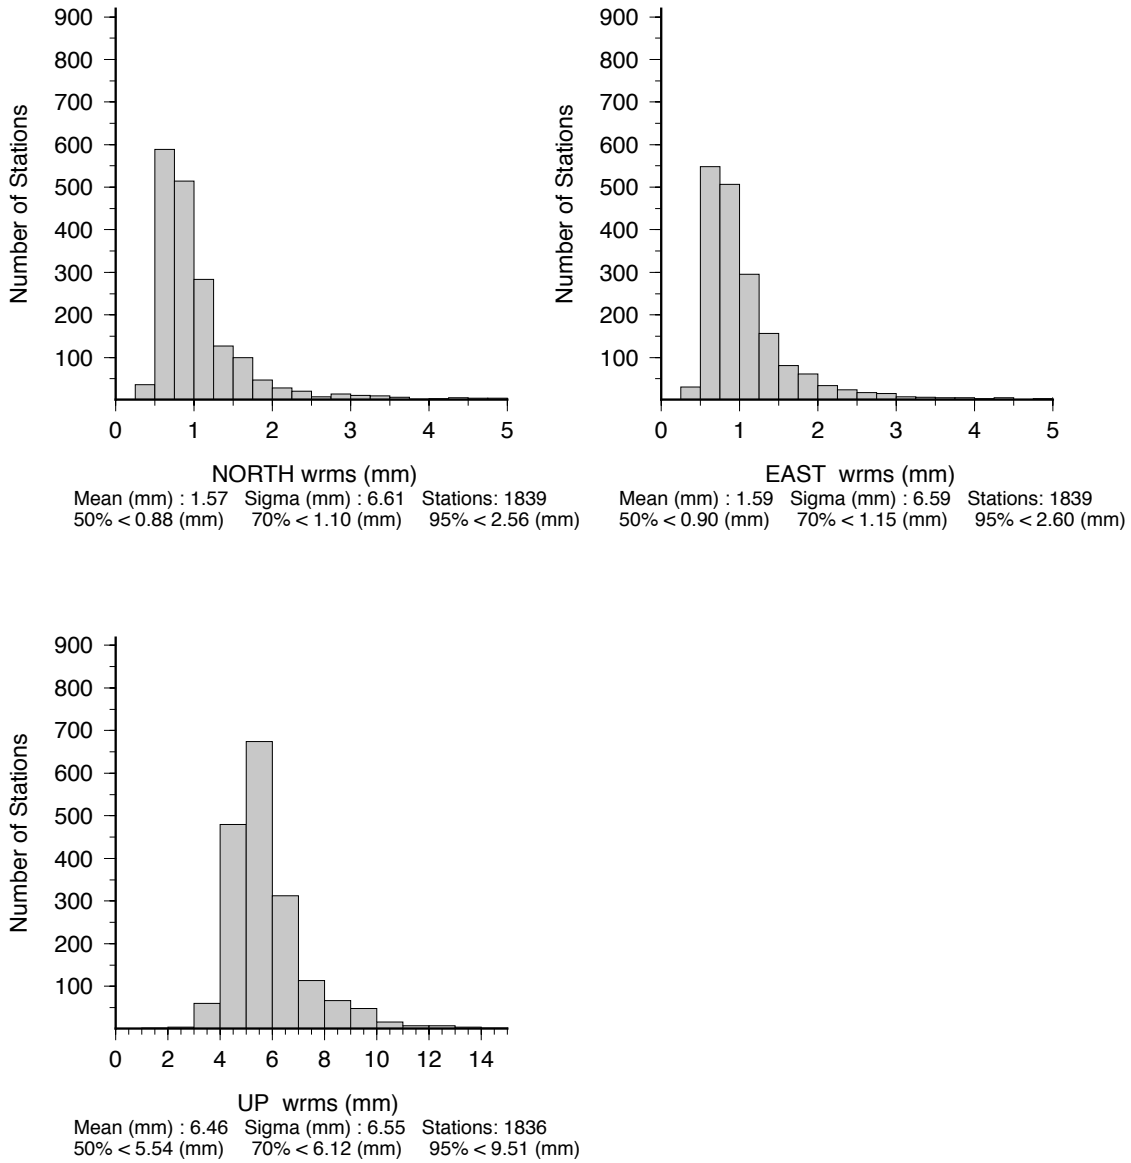 900
800
700
600
500
400
300
200
100
Number of Stations
0 1 2 3 4 5
NORTH wrms (mm)
Mean (mm) : 1.57 Sigma (mm) : 6.61 Stations: 1839
50% < 0.88 (mm) 70% < 1.10 (mm) 95% < 2.56 (mm)
900
800
700
600
500
400
300
200
100
Number of Stations
0 1 2 3 4 5
EAST wrms (mm)
Mean (mm) : 1.59 Sigma (mm) : 6.59 Stations: 1839
50% < 0.90 (mm) 70% < 1.15 (mm) 95% < 2.60 (mm)
900
800
700
600
500
400
300
200
100
Number of Stations
0 2 4 6 8 10 12 14
UP wrms (mm)
Mean (mm) : 6.46 Sigma (mm) : 6.55 Stations: 1836
50% < 5.54 (mm) 70% < 6.12 (mm) 95% < 9.51 (mm)